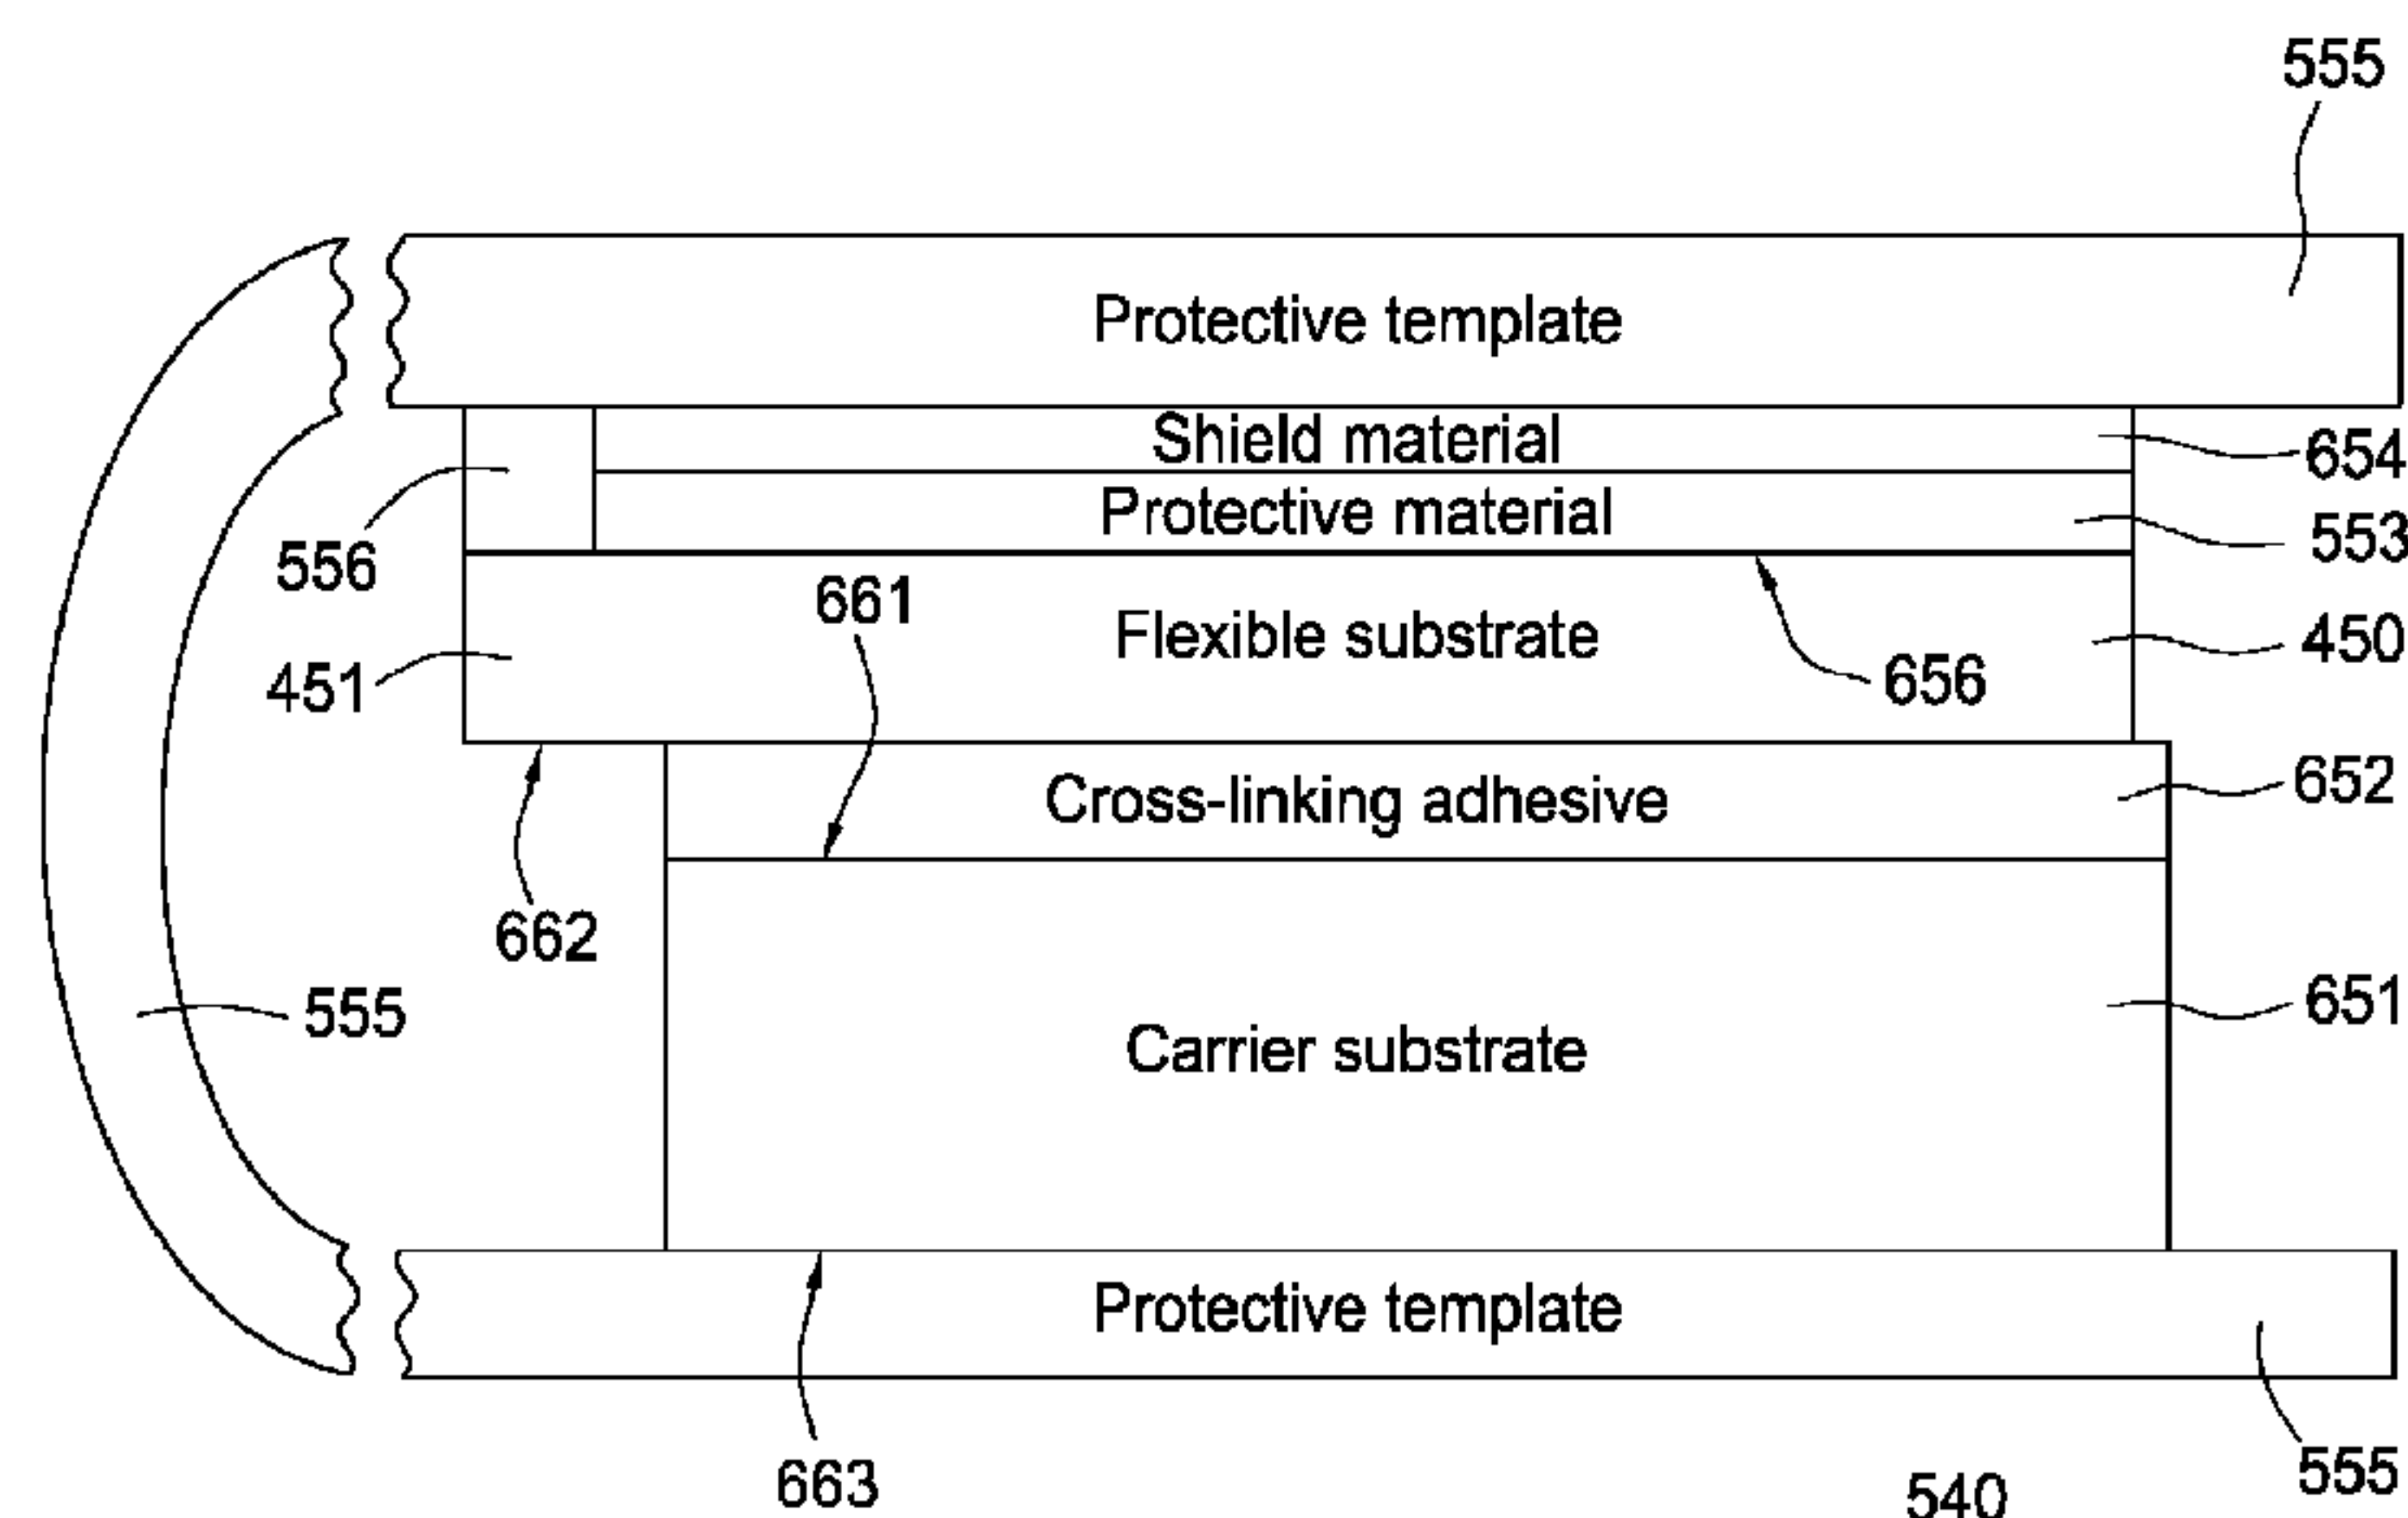 555
Protective template
Shield material
654
Protective material
553
556
661
Flexible substrate
450
451
656
Cross-linking adhesive
652
662
555
651
Carrier substrate
Protective template
663
555
540